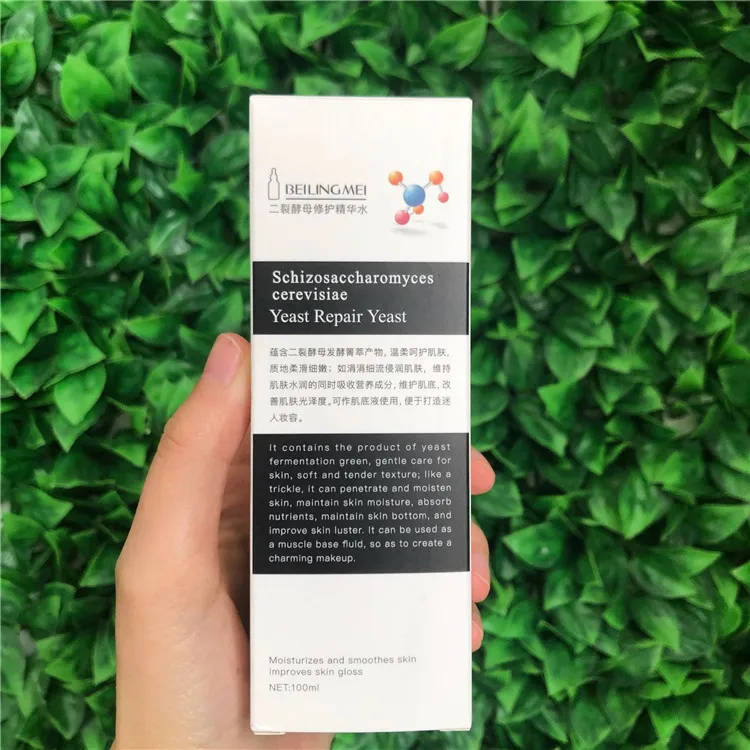 BEILINGMEI
二裂酵母修护精华水
Schizosaccharomyces
cerevisiae
Yeast Repair Yeast
蕴含二裂酵母发酵菁萃产物，温柔呵护肌肤，
质地柔滑细嫩；如涓涓细流侵润肌肤，维持
肌肤水润的同时吸收营养成分，维护肌底，改
善肌肤光泽度。可作肌底液使用，便于打造迷
人妆容。
It contains the product of yeast
fermentation green, gentle care for
skin, soft and tender texture; like a
trickle, it can penetrate and moisten
skin, maintain skin moisture, absorb
nutrients, maintain skin bottom, and
improve skin luster. It can be used as
a muscle base fluid, so as to create a
charming makeup.
Moisturizes and smoothes skin
improves skin gloss
NET:100ml